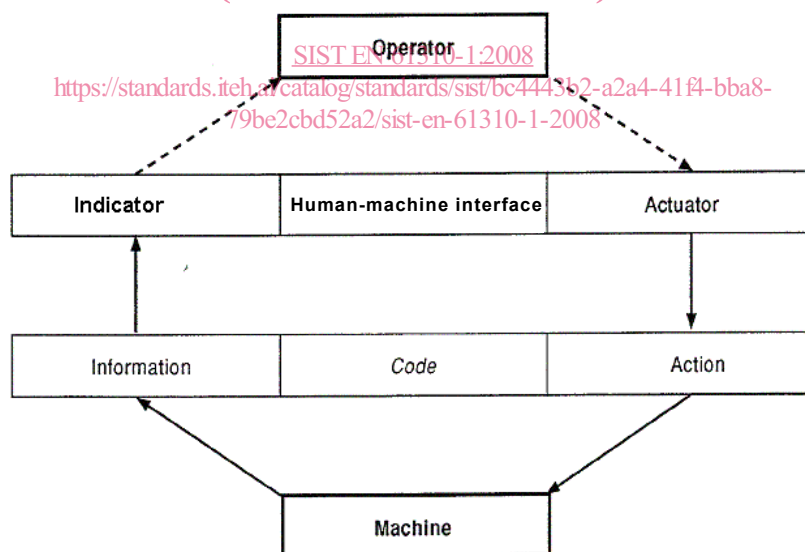 Operator
SIST EN 61310-1:2008
https://standards.iteh.ai/catalog/standards/sist/bc4443b2-a2a4-41f4-bba8-
79be2cbd52a2/sist-en-61310-1-2008
Indicator Human-machine interface Actuator
Information Code Action
Machine